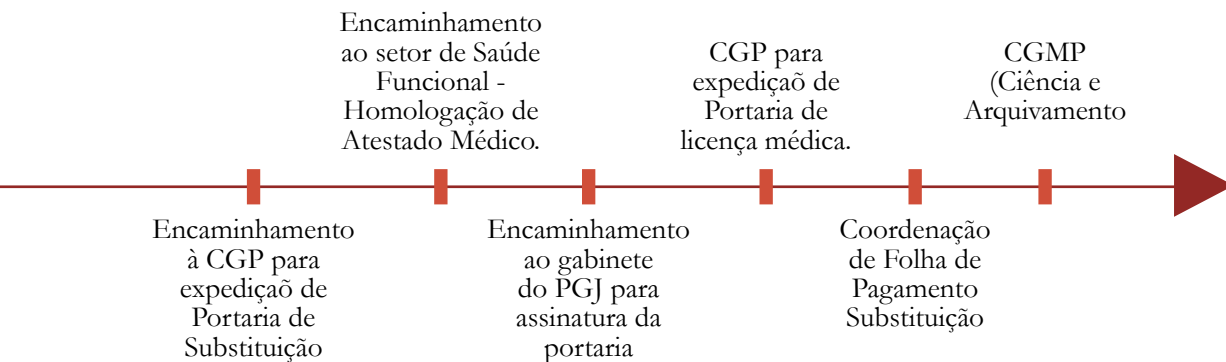 Encaminhamento
à CGP para
expediçaõ de
Portaria de
Substituição
Encaminhamento
ao setor de Saúde
Funcional -
Homologação de
Atestado Médico.
Encaminhamento
ao gabinete
do PGJ para
assinatura da
portaria
CGP para
expediçaõ de
Portaria de
licença médica.
Coordenação
de Folha de
Pagamento
Substituição
CGMP
(Ciência e
Arquivamento